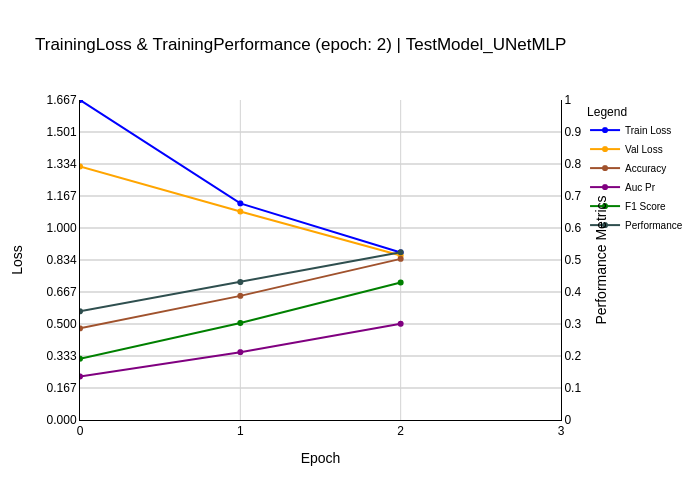 TrainingLoss & TrainingPerformance (epoch: 2) | TestModel_UNetMLP
1.667
1.501
1.334
1.167
1.000
0.834
0.667
0.500
0.333
0.167
0.000
Loss
0
1
2
3
Epoch
1
0.9
0.8
0.7
0.6
0.5
0.4
0.3
0.2
0.1
0
Performance Metrics
Legend
Train Loss
Val Loss
Accuracy
Auc Pr
F1 Score
Performance